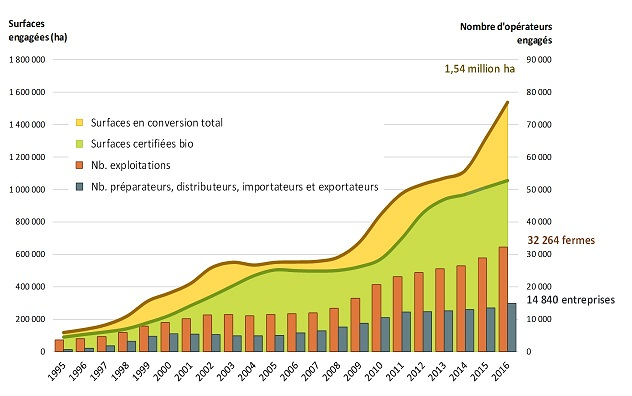 Surfaces
engagées (ha)
Nombre d'opérateurs
engagés
1 800 000
1 600 000
1 400 000
1 200 000
1 000 000
800 000
600 000
400 000
200 000
0
90 000
80 000
70 000
60 000
50 000
40 000
30 000
20 000
10 000
0
1,54 million ha
Surfaces en conversion total
Surfaces certifiées bio
Nb. exploitations
Nb. préparateurs, distributeurs, importateurs et exportateurs
32 264 fermes
14 840 entreprises
1995
1996
1997
1998
1999
2000
2001
2002
2003
2004
2005
2006
2007
2008
2009
2010
2011
2012
2013
2014
2015
2016